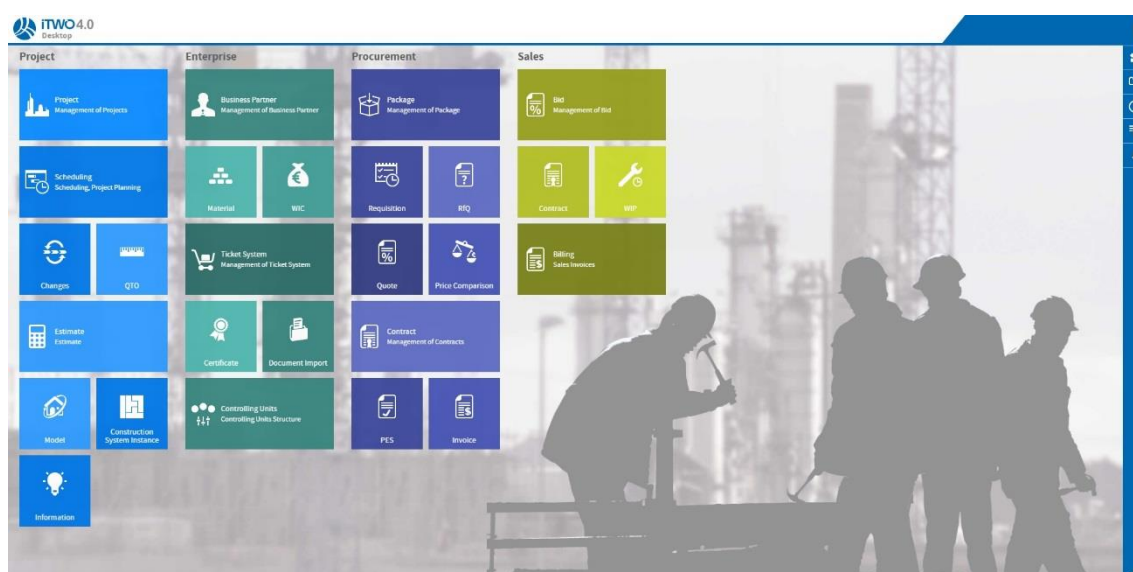 iTWO 4.0
Desktop
Project
Project
Management of Projects
Scheduling
Scheduling, Project Planning
Changes
QTO
Estimate
Estimate
Model
Construction
System Instance
Information
Enterprise
Business Partner
Management of Business Partner
Material
WIC
Ticket System
Management of Ticket System
Certificate
Document Import
Controlling Units
Controlling Units Structure
Procurement
Package
Management of Package
Requisition
RfQ
Quote
Price Comparison
Contract
Management of Contracts
PES
Invoice
Sales
Bid
Management of Bid
Contract
WIP
Billing
Sales Invoices